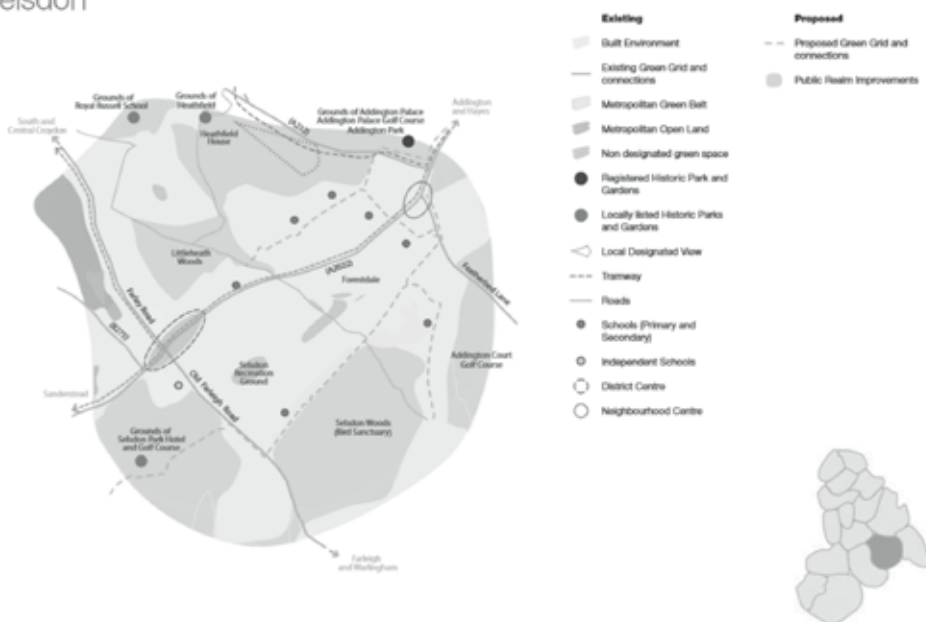 elsdon
Existing
Built Environment
Existing Green Grid and
connections
Metropolitan Green Belt
Metropolitan Open Land
Non designated green space
Registered Historic Park and
Gardens
Locally listed Historic Parks
and Gardens
Local Designated View
Tramway
Roads
Schools (Primary and
Secondary)
Independent Schools
District Centre
Neighbourhood Centre
Proposed
Proposed Green Grid and
connections
Public Realm Improvements
Grounds of
Royal Russell School
Grounds of
Heathfield
Heathfield
House
(A212)
Grounds of Addington Palace
Addington Palace Golf Course
Addington Park
Addington
and Hayes
South and
Central Croydon
Littleheath
Woods
(A2022)
Forestdale
Featherbed Lane
Farley Road
Addington Court
Golf Course
Selsdon
Recreation
Ground
Old Farleigh Road
Sanderstead
Selsdon Woods
(Bird Sanctuary)
Grounds of
Selsdon Park Hotel
and Golf Course
Farleigh
and Warlingham